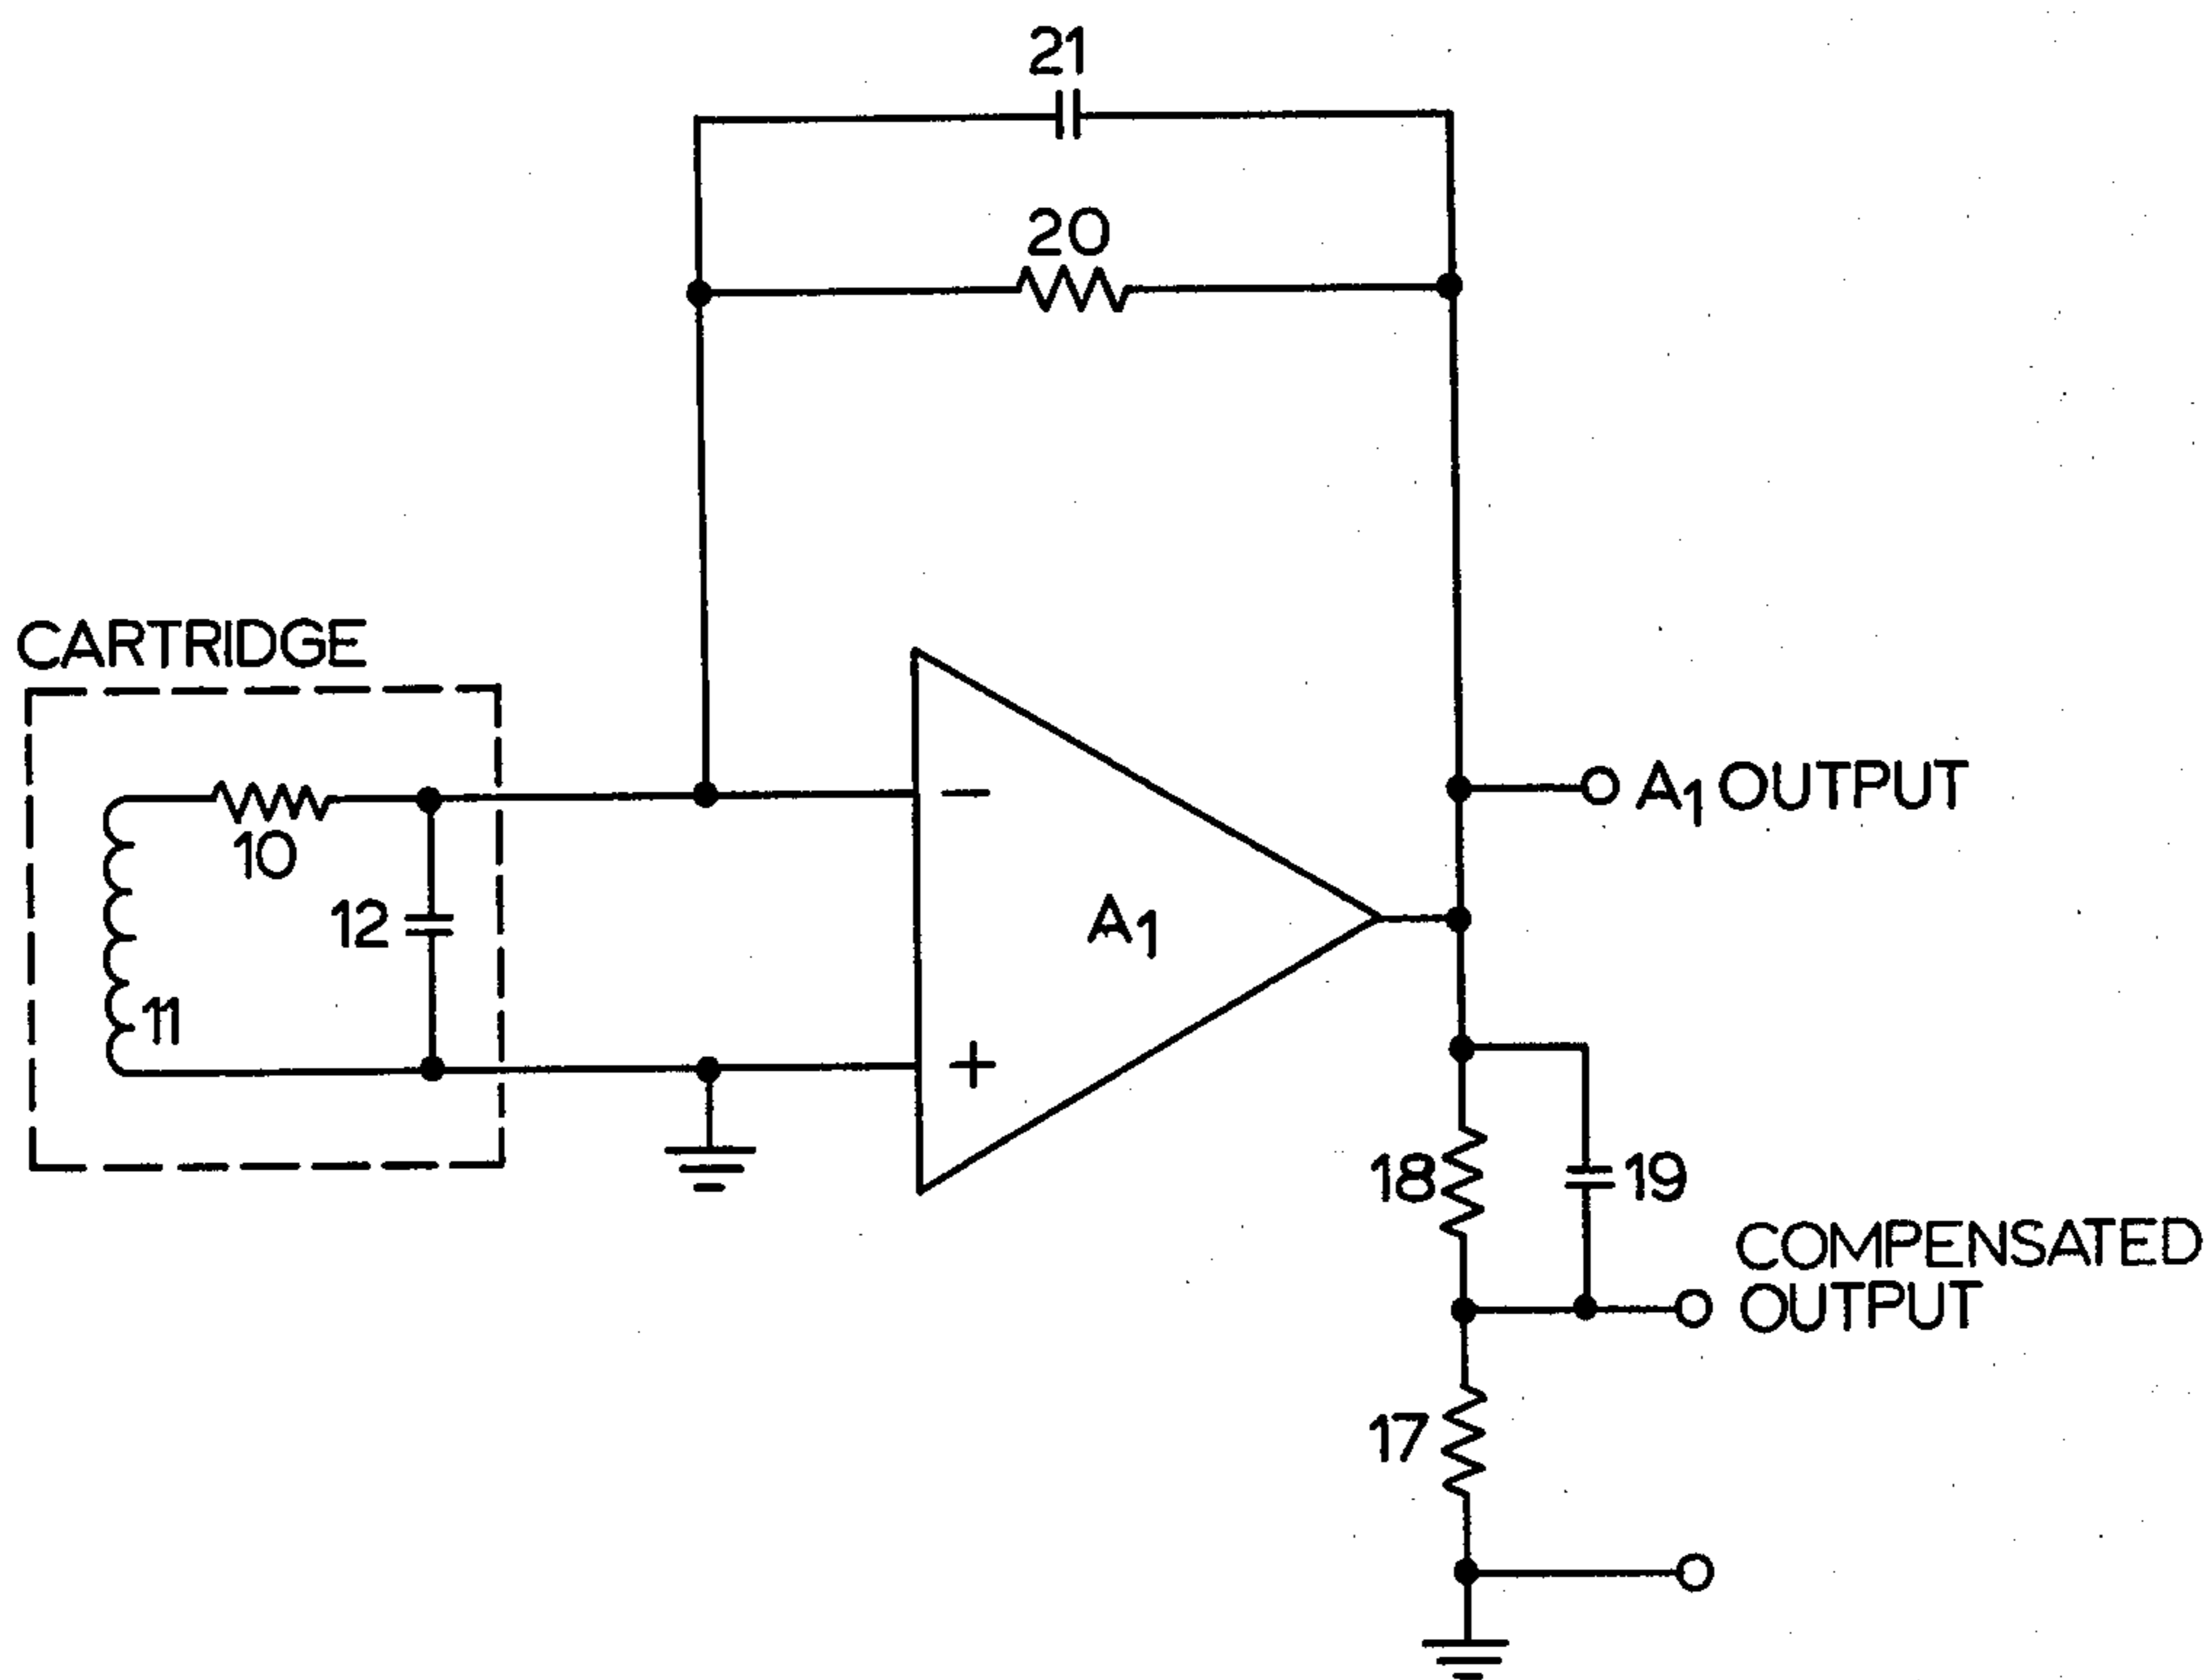 21
20
CARTRIDGE
10
12
11
−
+
A1
A1 OUTPUT
18
19
COMPENSATED
OUTPUT
17